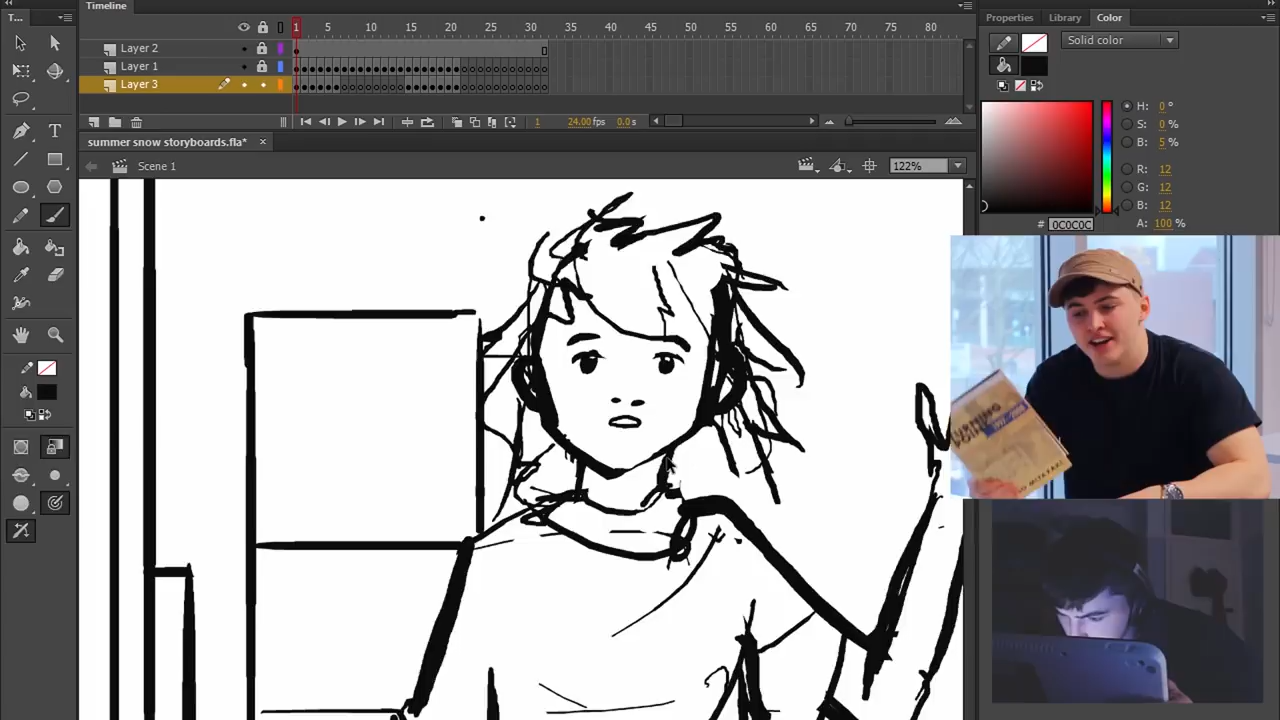 T...
Timeline
Properties
Library
Color
1
5
10
15
20
25
30
35
40
45
50
55
60
65
70
75
80
Layer 2
Layer 1
Layer 3
1
24.00 fps
0.0 s
summer snow storyboards.fla*
Scene 1
122%
Solid color
H: 0 °
S: 0 %
B: 5 %
R: 12
G: 12
B: 12
A: 100 %
# 0C0C0C
TURNING
POINT